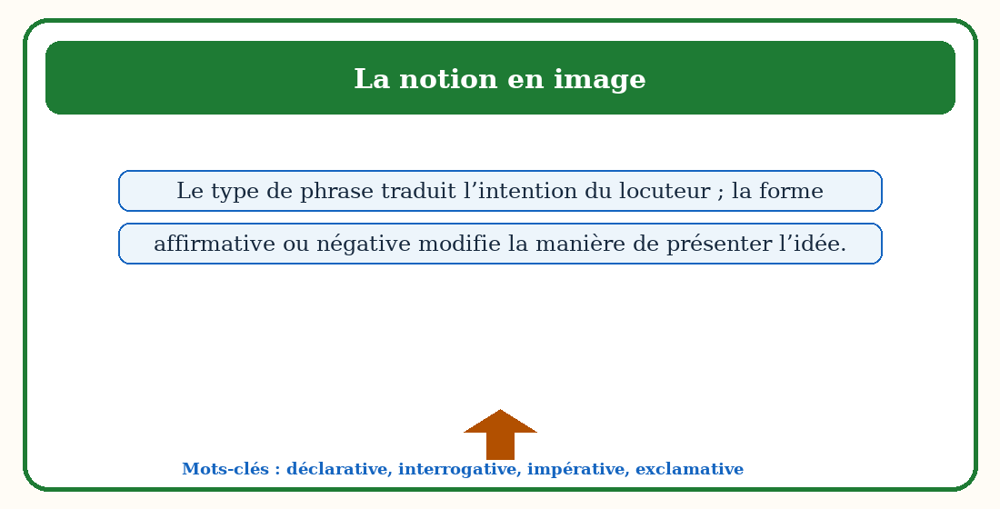 La notion en image
Le type de phrase traduit l’intention du locuteur ; la forme
affirmative ou négative modifie la manière de présenter l’idée.
Mots-clés : déclarative, interrogative, impérative, exclamative